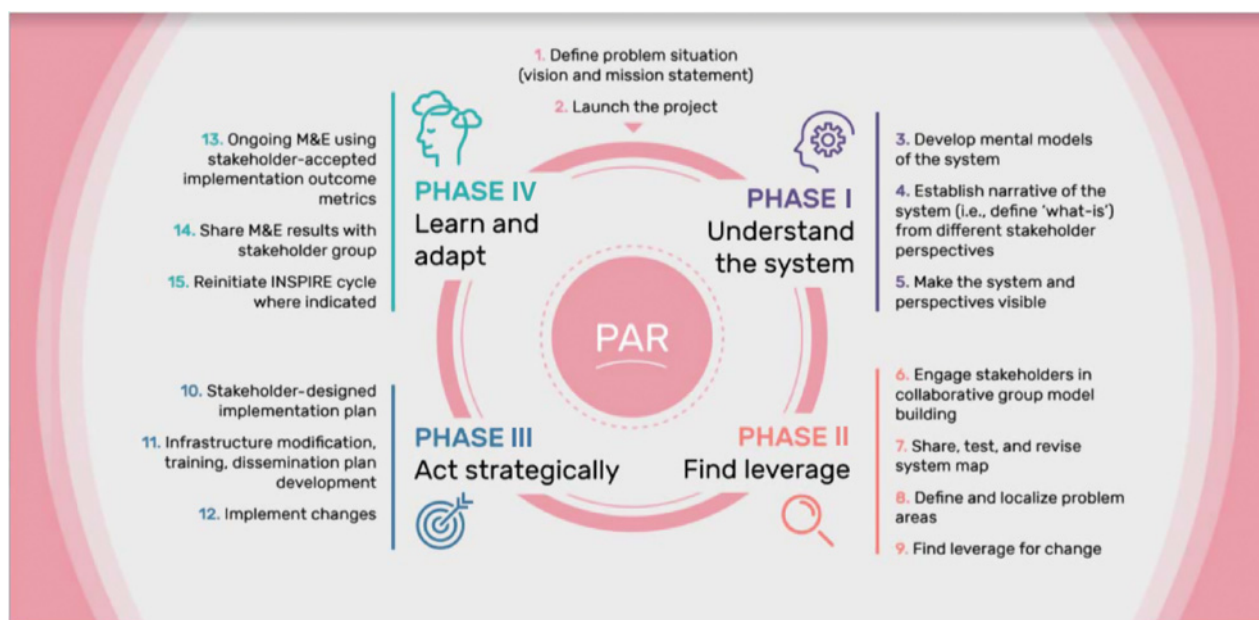 1. Define problem situation
(vision and mission statement)
2. Launch the project
PHASE I
Understand
the system
3. Develop mental models
of the system
4. Establish narrative of the
system (i.e., define ‘what-is’)
from different stakeholder
perspectives
5. Make the system and
perspectives visible
PHASE II
Find leverage
6. Engage stakeholders in
collaborative group model
building
7. Share, test, and revise
system map
8. Define and localize problem
areas
9. Find leverage for change
PHASE III
Act strategically
10. Stakeholder-designed
implementation plan
11. Infrastructure modification,
training, dissemination plan
development
12. Implement changes
PHASE IV
Learn and
adapt
13. Ongoing M&E using
stakeholder-accepted
implementation outcome
metrics
14. Share M&E results with
stakeholder group
15. Reinitiate INSPIRE cycle
where indicated
PAR